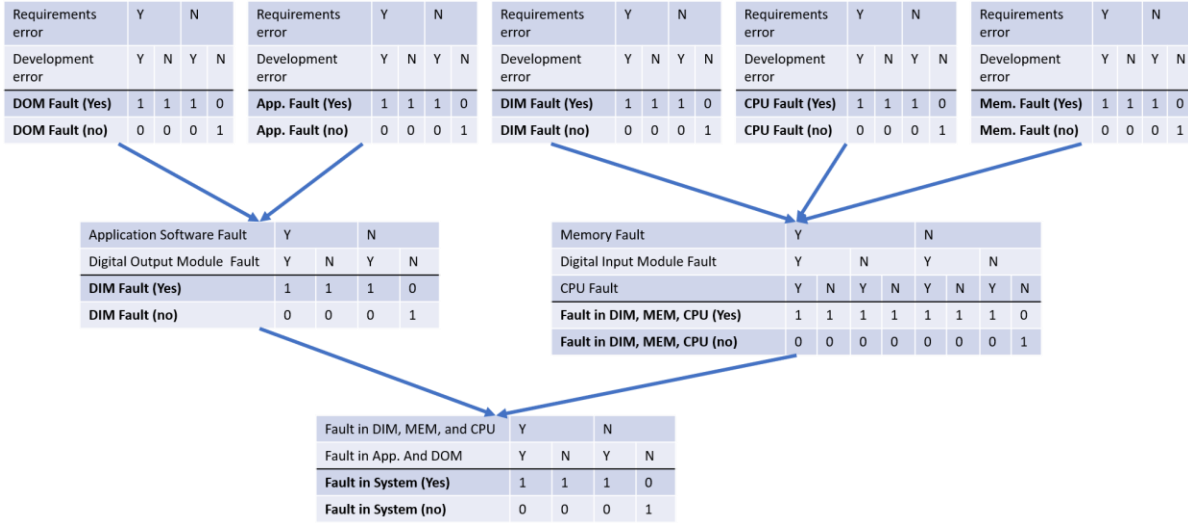 Requirements error Y N
Development error Y N Y N
DOM Fault (Yes) 1 1 1 0
DOM Fault (no) 0 0 0 1
Requirements error Y N
Development error Y N Y N
App. Fault (Yes) 1 1 1 0
App. Fault (no) 0 0 0 1
Requirements error Y N
Development error Y N Y N
DIM Fault (Yes) 1 1 1 0
DIM Fault (no) 0 0 0 1
Requirements error Y N
Development error Y N Y N
CPU Fault (Yes) 1 1 1 0
CPU Fault (no) 0 0 0 1
Requirements error Y N
Development error Y N Y N
Mem. Fault (Yes) 1 1 1 0
Mem. Fault (no) 0 0 0 1
Application Software Fault Y N
Digital Output Module Fault Y N Y N
DIM Fault (Yes) 1 1 1 0
DIM Fault (no) 0 0 0 1
Memory Fault Y N
Digital Input Module Fault Y N Y N
CPU Fault Y N Y N Y N Y N
Fault in DIM, MEM, CPU (Yes) 1 1 1 1 1 1 1 0
Fault in DIM, MEM, CPU (no) 0 0 0 0 0 0 0 1
Fault in DIM, MEM, and CPU Y N
Fault in App. And DOM Y N Y N
Fault in System (Yes) 1 1 1 0
Fault in System (no) 0 0 0 1